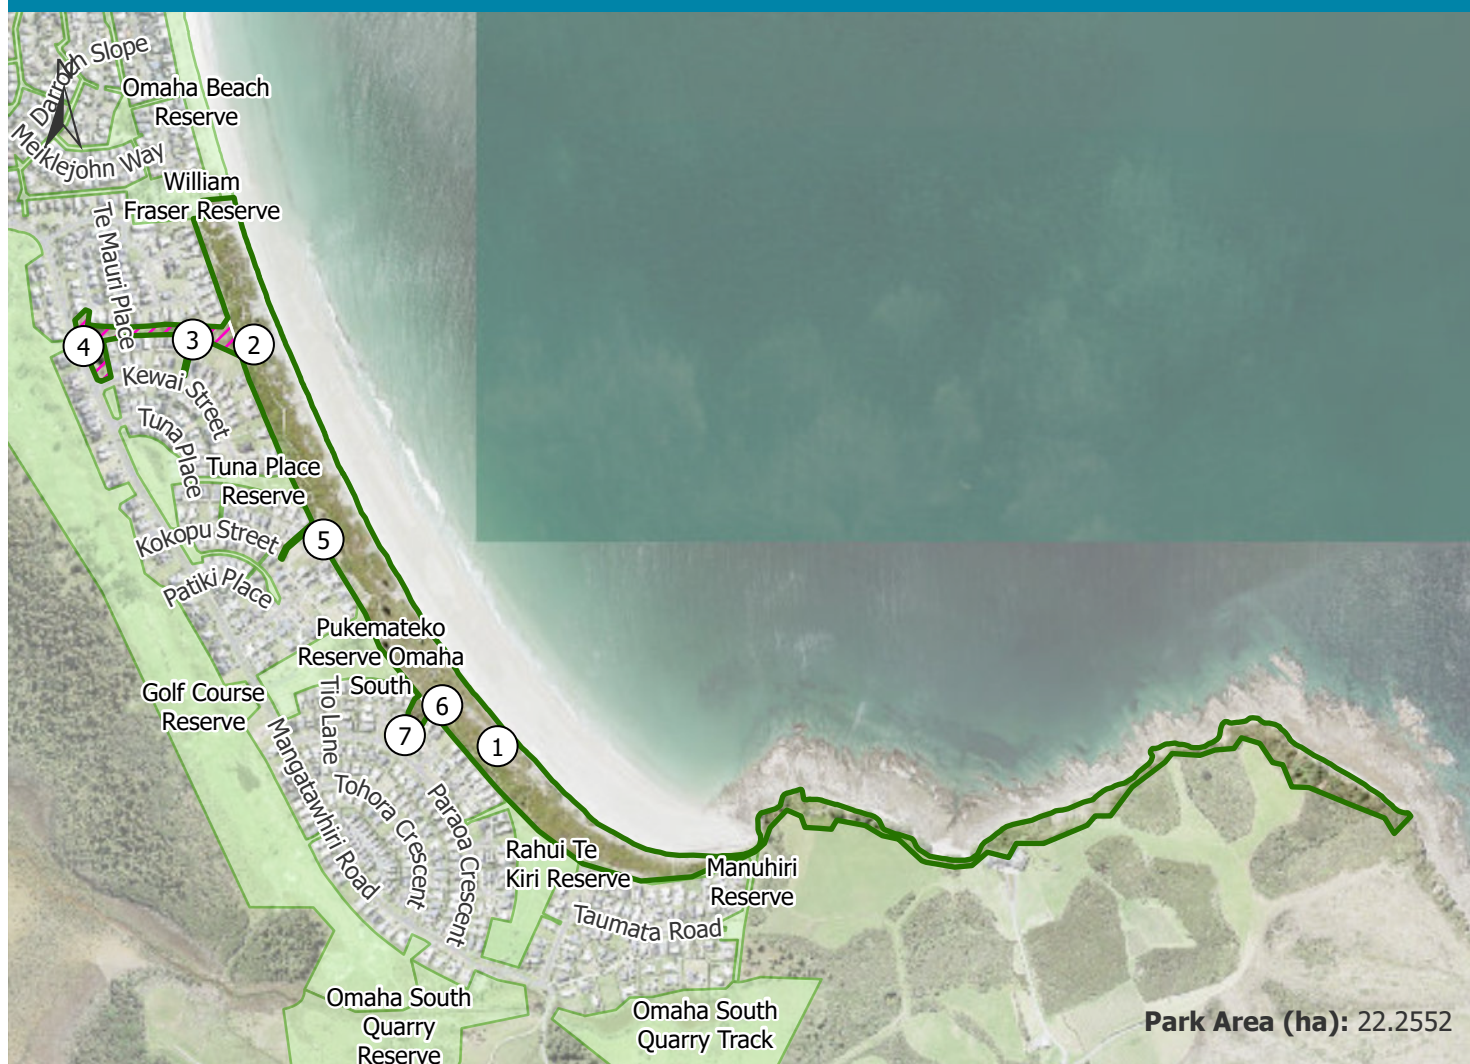 Darroch Slope
N
Omaha Beach
Reserve
Meiklejohn Way
William
Fraser Reserve
Te Mauri Place
3
2
4
Kewai Street
Tuna Place
Tuna Place
Reserve
Kokopu Street
5
Patiki Place
Pukemateko
Reserve Omaha
South
Golf Course
Reserve
Tio Lane
6
7
1
Mangatawhiri Road
Tohora Crescent
Paraoa Crescent
Rahui Te
Kiri Reserve
Manuhiri
Reserve
Taumata Road
Omaha South
Quarry
Reserve
Omaha South
Quarry Track
Park Area (ha): 22.2552